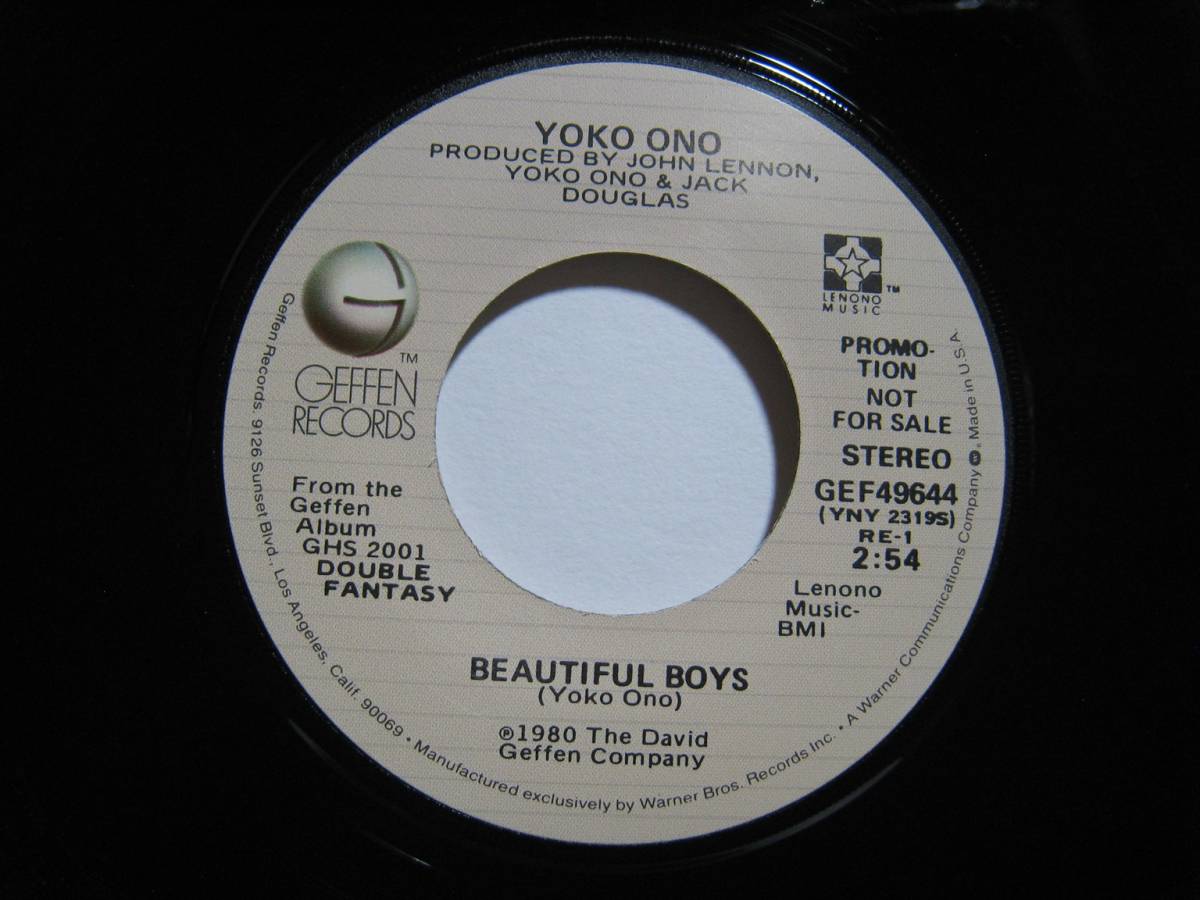 YOKO ONO
PRODUCED BY JOHN LENNON,
YOKO ONO & JACK
DOUGLAS
G
TM
GEFFEN
RECORDS
From the
Geffen
Album
GHS 2001
DOUBLE
FANTASY
LENONO
MUSIC
TM
PROMO-
TION
NOT
FOR SALE
STEREO
GEF49644
(YNY 2319S)
RE-1
2:54
Lenono
Music-
BMI
BEAUTIFUL BOYS
(Yoko Ono)
℗1980 The David
Geffen Company
Geffen Records, 9126 Sunset Blvd., Los Angeles, Calif. 90069 • Manufactured exclusively by Warner Bros. Records Inc. • A Warner Communications Company. Made in U.S.A.